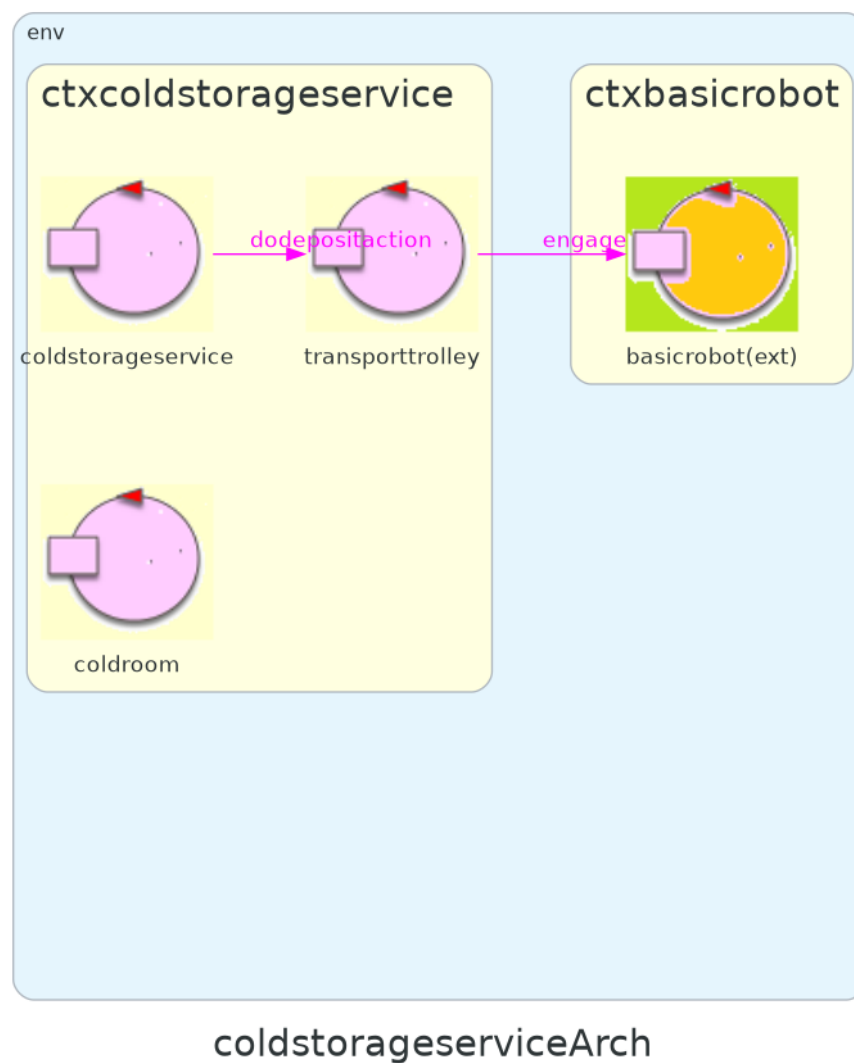 env
ctxcoldstorageservice
ctxbasicrobot
dodepositaction
engage
coldstorageservice
transporttrolley
basicrobot(ext)
coldroom
coldstorageserviceArch